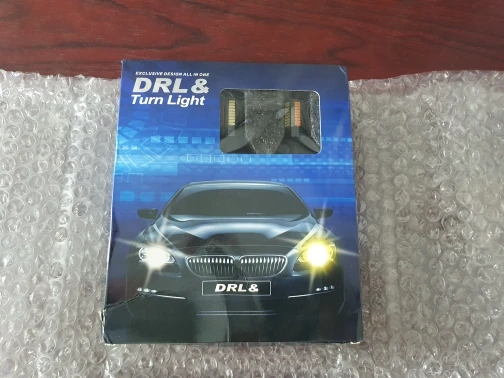 EXCLUSIVE DESIGN ALL IN ONE
DRL &
Turn Light
DRL &